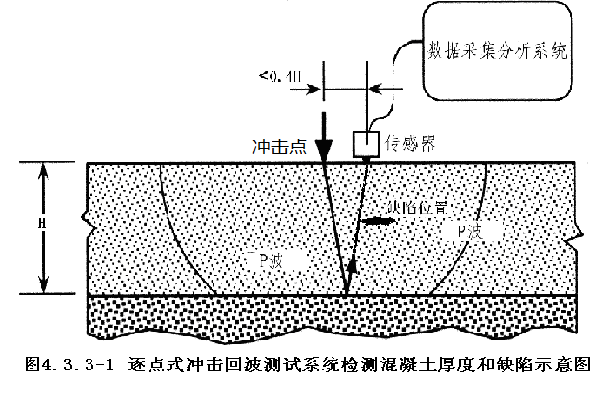 数据采集分析系统
<0.4H
冲击点
传感器
H
缺陷位置
P波
P波
图4.3.3-1 逐点式冲击回波测试系统检测混凝土厚度和缺陷示意图